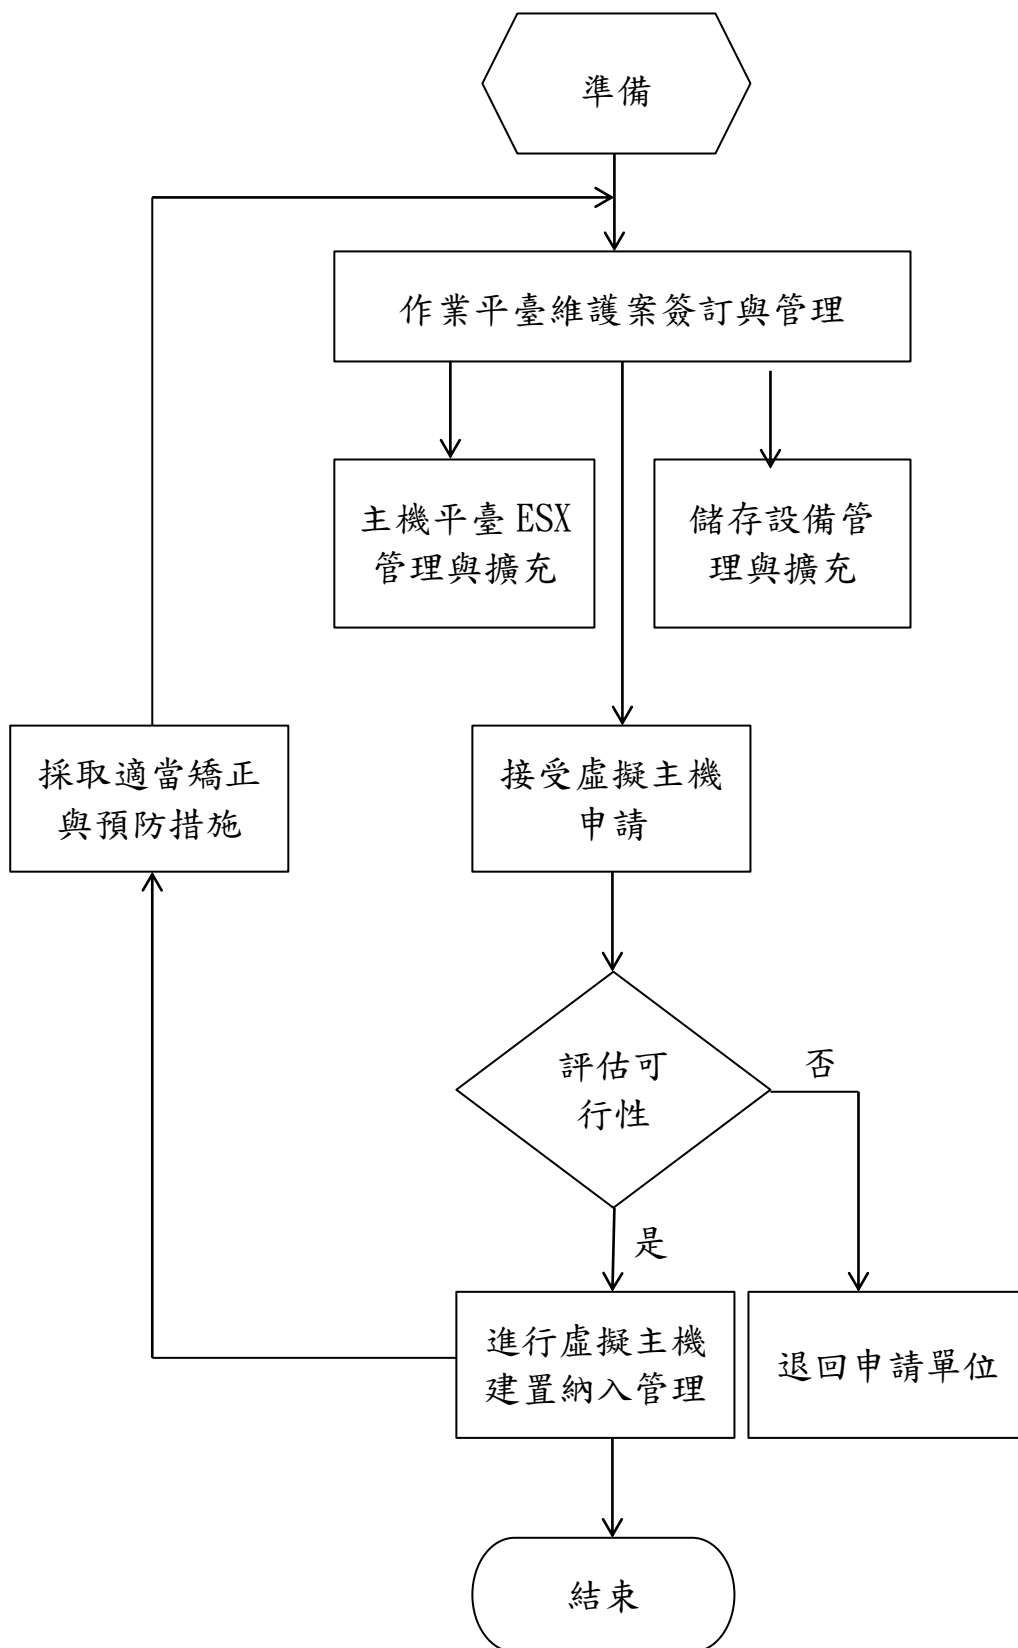 準備
作業平臺維護案簽訂與管理
主機平臺 ESX
管理與擴充
儲存設備管
理與擴充
採取適當矯正
與預防措施
接受虛擬主機
申請
評估可
行性
否
是
進行虛擬主機
建置納入管理
退回申請單位
結束